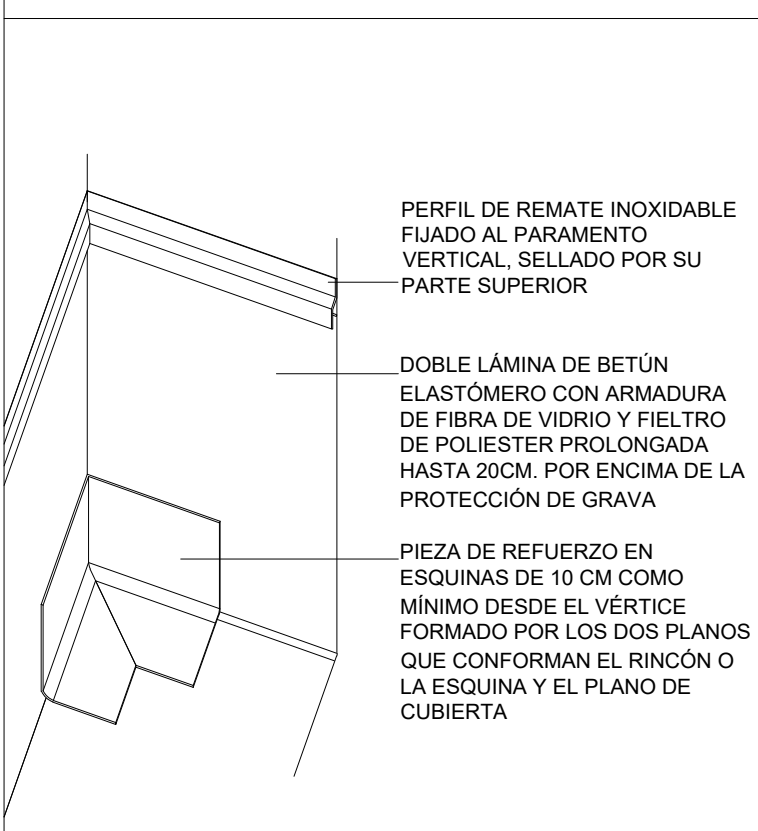 PERFIL DE REMATE INOXIDABLE
FIJADO AL PARAMENTO
VERTICAL, SELLADO POR SU
PARTE SUPERIOR
DOBLE LÁMINA DE BETÚN
ELASTÓMERO CON ARMADURA
DE FIBRA DE VIDRIO Y FIELTRO
DE POLIESTER PROLONGADA
HASTA 20CM. POR ENCIMA DE LA
PROTECCIÓN DE GRAVA
PIEZA DE REFUERZO EN
ESQUINAS DE 10 CM COMO
MÍNIMO DESDE EL VÉRTICE
FORMADO POR LOS DOS PLANOS
QUE CONFORMAN EL RINCÓN O
LA ESQUINA Y EL PLANO DE
CUBIERTA